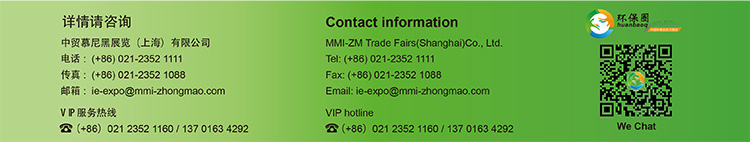 详情请咨询
中贸慕尼黑展览（上海）有限公司
电话：(+86) 021-2352 1111
传真：(+86) 021-2352 1088
邮箱：ie-expo@mmi-zhongmao.com
VIP服务热线
☎ (+86) 021 2352 1160 / 137 0163 4292
Contact information
MMI-ZM Trade Fairs(Shanghai)Co., Ltd.
Tel: (+86) 021-2352 1111
Fax: (+86) 021-2352 1088
Email: ie-expo@mmi-zhongmao.com
VIP hotline
☎ (+86) 021 2352 1160 / 137 0163 4292
环保圈
huanbaoq
We Chat